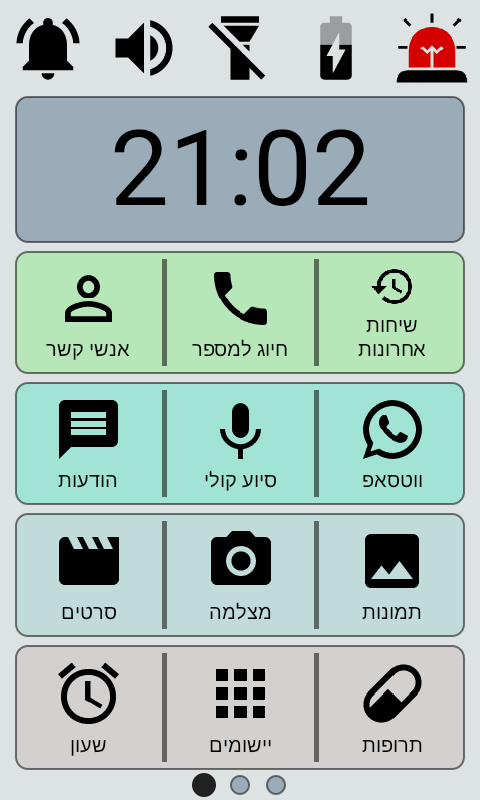 21:02
שיחות
אחרונות
חיוג למספר
אנשי קשר
ווטסאפ
סיוע קולי
הודעות
תמונות
מצלמה
סרטים
תרופות
יישומים
שעון